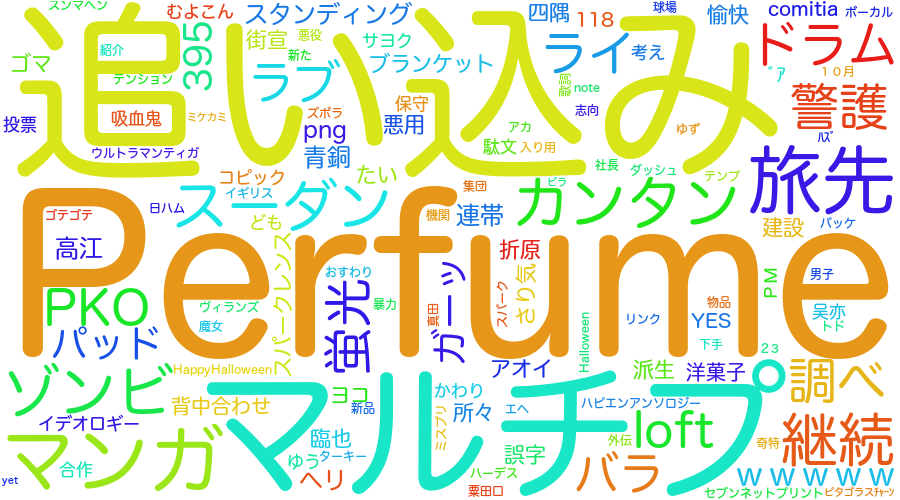 スンマヘン
むよこん
スタンディング
四隅
118
愉快
球場
comitia
ボーカル
追い込み
街宣
悪役
サヨク
ライ
考え
ドラム
紹介
395
新た
ブランケット
ゴマ
テンション
ラブ
歌詞
note
ア
10月
吸血鬼
ミケカミ
ズボラ
保守
志向
警護
投票
png
悪用
アカ
ゆず
ハズ
ウルトラマンティガ
青銅
駄文
入り用
旅先
コピック
たい
集団
社長
ダッシュ
テンプ
イギリス
ビラ
カンタン
ゴテゴテ
日ハム
スーダン
ども
機関
連帯
建設
パッケ
高江
Perfume
折原
おすわり
さり気
PM
男子
PKO
ヴィランズ
スパークレンズ
蛍光
暴力
真田
ガーッ
スパーク
物品
呉亦
パッド
魔女
リンク
YES
トド
Halloween
下手
23
HappyHalloween
アオイ
派生
洋菓子
調べ
ゾンビ
マルチプ
ヨコ
新品
かわり
エヘ
ハピエンアンソロジー
背中合わせ
所々
ミスプリ
loft
継続
イデオロギー
臨也
外伝
奇特
マンガ
ターキー
誤字
合作
ゆう
ハーデス
バラ
wwwww
yet
ヘリ
粟田口
セブンネットプリント
ピタゴラスチャーン